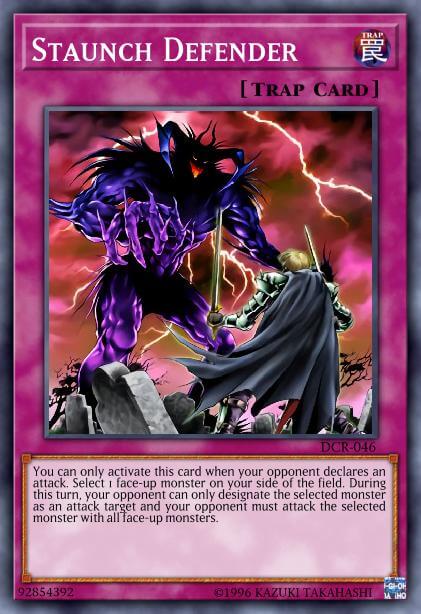 STAUNCH DEFENDER
TRAP
罠
[TRAP CARD]
DCR-046
You can only activate this card when your opponent declares an
attack. Select 1 face-up monster on your side of the field. During
this turn, your opponent can only designate the selected monster
as an attack target and your opponent must attack the selected
monster with all face-up monsters.
92854392
©1996 KAZUKI TAKAHASHI